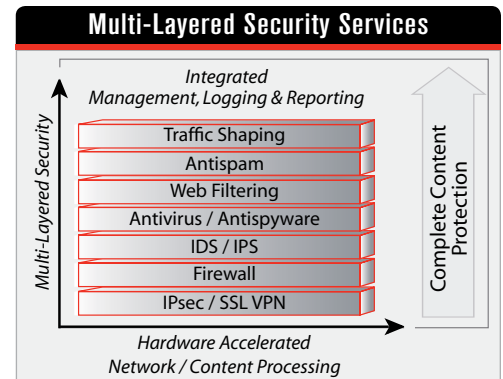 Multi-Layered Security Services
Integrated
Management, Logging & Reporting
Traffic Shaping
Antispam
Web Filtering
Antivirus / Antispyware
IDS / IPS
Firewall
IPsec / SSL VPN
Multi-Layered Security
Hardware Accelerated
Network / Content Processing
Complete Content
Protection